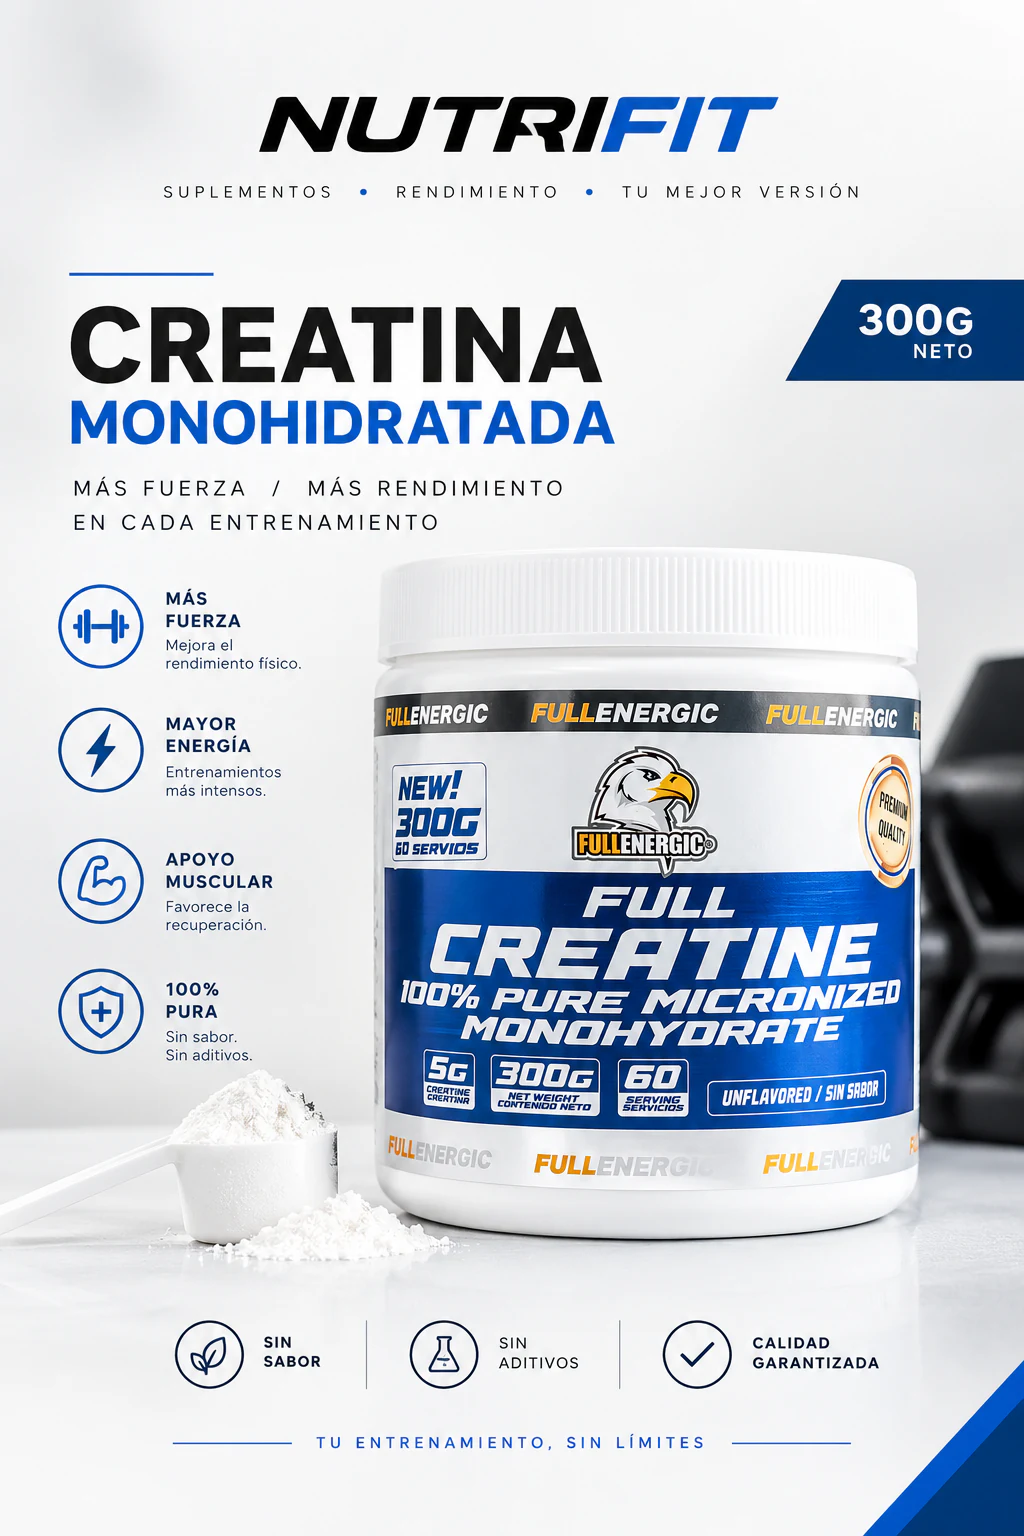 NUTRIFIT
SUPLEMENTOS • RENDIMIENTO • TU MEJOR VERSIÓN
CREATINA
MONOHIDRATADA
MÁS FUERZA / MÁS RENDIMIENTO
EN CADA ENTRENAMIENTO
300G
NETO
MÁS
FUERZA
Mejora el
rendimiento físico.
MAYOR
ENERGÍA
Entrenamientos
más intensos.
APOYO
MUSCULAR
Favorece la
recuperación.
100%
PURA
Sin sabor.
Sin aditivos.
FULLENERGIC FULLENERGIC FULLENERGIC
NEW!
300G
60 SERVIOS
FULLENERGIC®
PREMIUM
QUALITY
FULL
CREATINE
100% PURE MICRONIZED
MONOHYDRATE
5G
CREATINE
CREATINA
300G
NET WEIGHT
CONTENIDO NETO
60
SERVING
SERVICIOS
UNFLAVORED / SIN SABOR
FULLENERGIC FULLENERGIC FULLENERGIC
SIN
SABOR
SIN
ADITIVOS
CALIDAD
GARANTIZADA
TU ENTRENAMIENTO, SIN LÍMITES